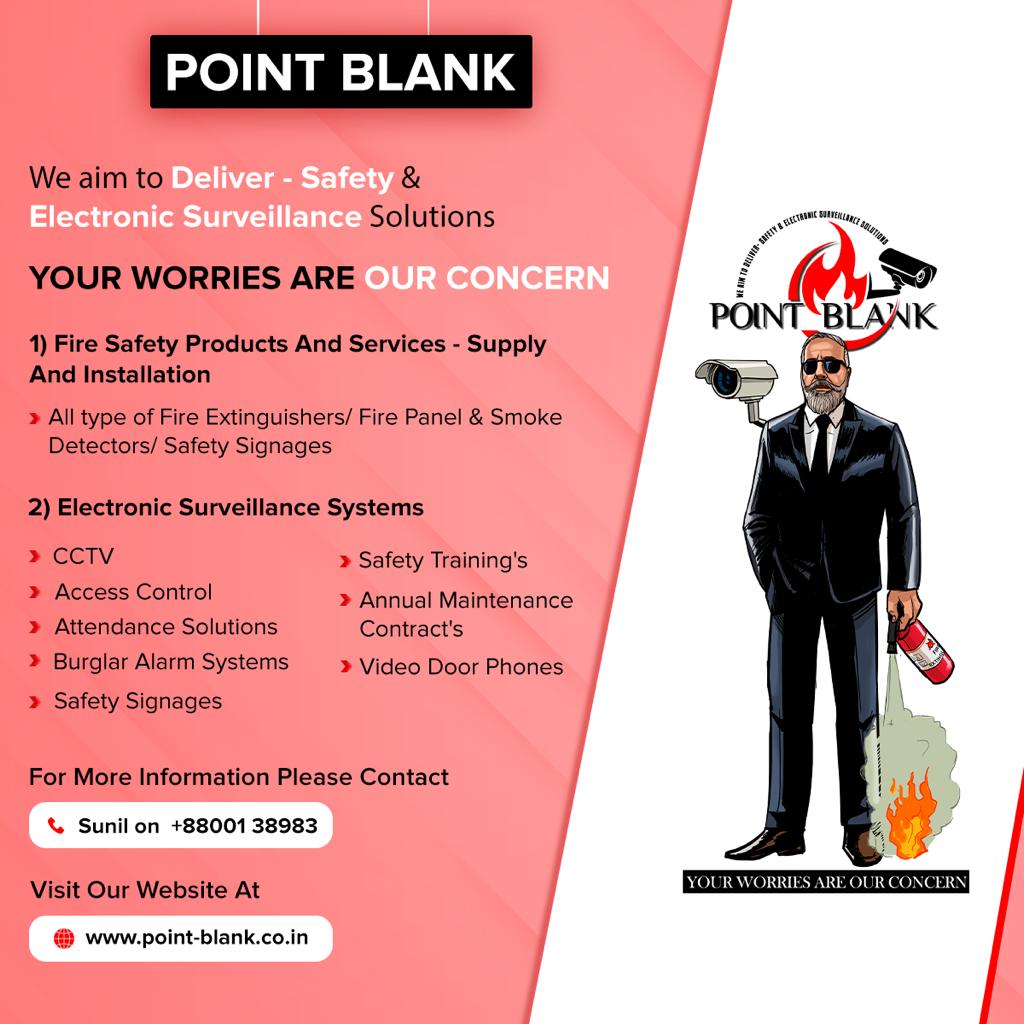 POINT BLANK
We aim to Deliver - Safety &
Electronic Surveillance Solutions
YOUR WORRIES ARE OUR CONCERN
1) Fire Safety Products And Services - Supply
And Installation
All type of Fire Extinguishers/ Fire Panel & Smoke
Detectors/ Safety Signages
2) Electronic Surveillance Systems
CCTV
Access Control
Attendance Solutions
Burglar Alarm Systems
Safety Signages
Safety Training's
Annual Maintenance
Contract's
Video Door Phones
For More Information Please Contact
Sunil on +88001 38983
Visit Our Website At
www.point-blank.co.in
WE AIM TO DELIVER- SAFETY & ELECTRONIC SURVEILLANCE SOLUTIONS
POINT BLANK
YOUR WORRIES ARE OUR CONCERN